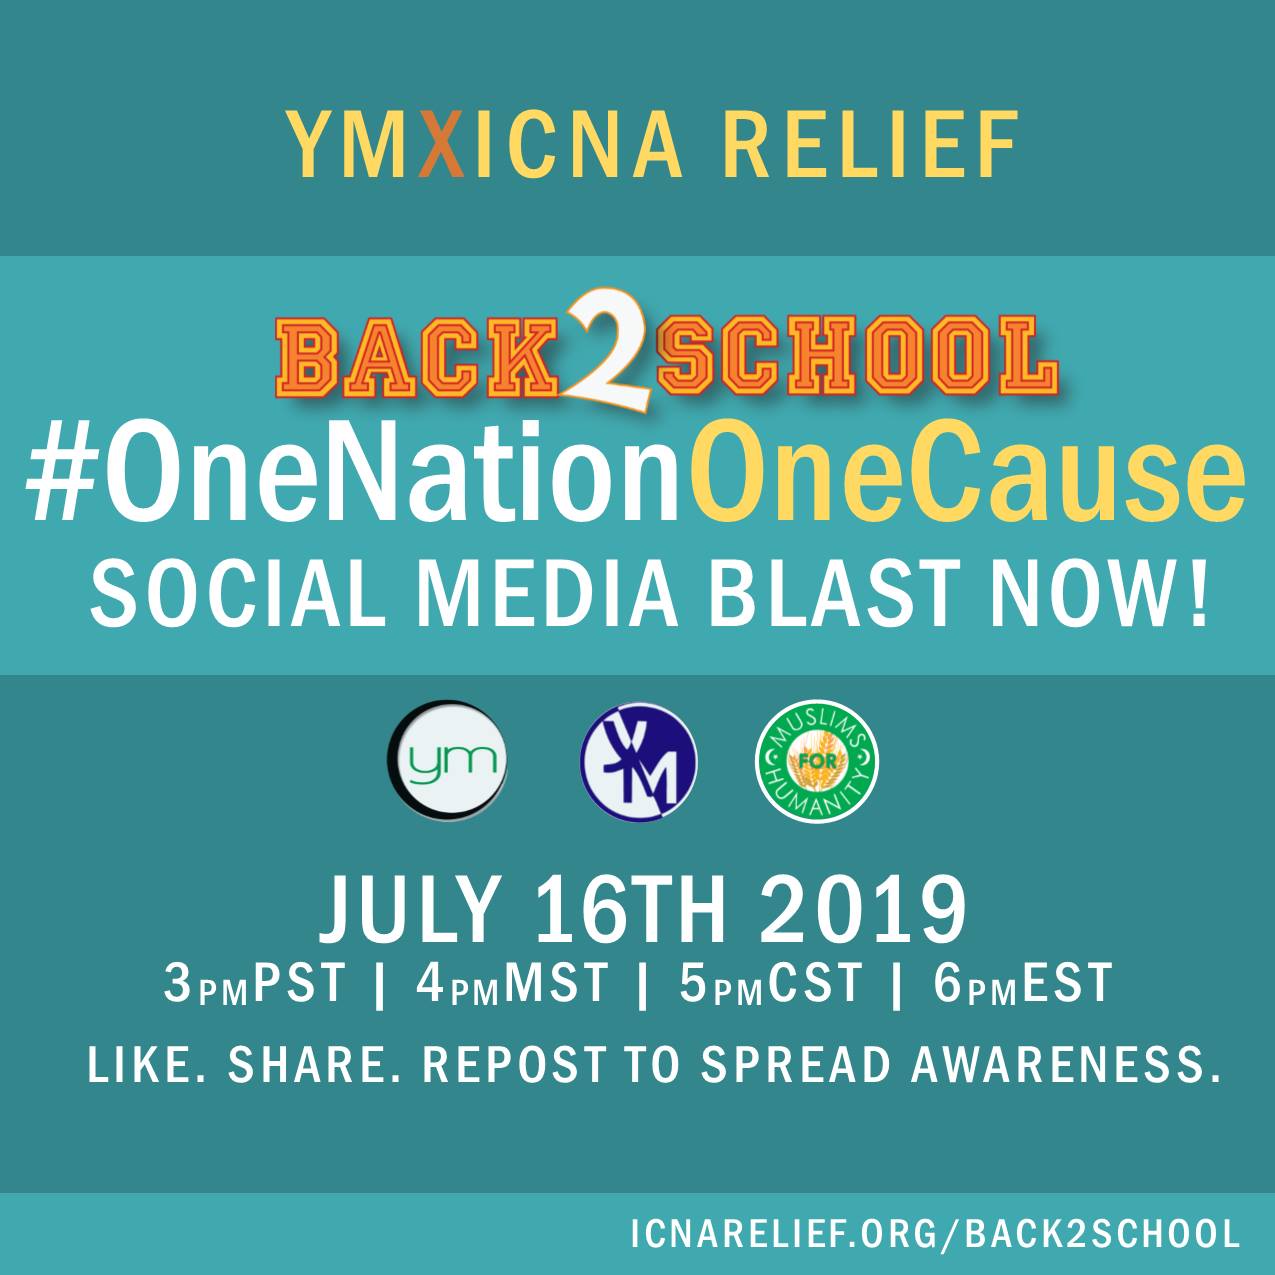 YMXICNA RELIEF
BACK2SCHOOL
#OneNationOneCause
SOCIAL MEDIA BLAST NOW!
ym
YM
MUSLIMS
FOR
HUMANITY
JULY 16TH 2019
3PMPST | 4PMMST | 5PMCST | 6PMEST
LIKE. SHARE. REPOST TO SPREAD AWARENESS.
ICNARELIEF.ORG/BACK2SCHOOL